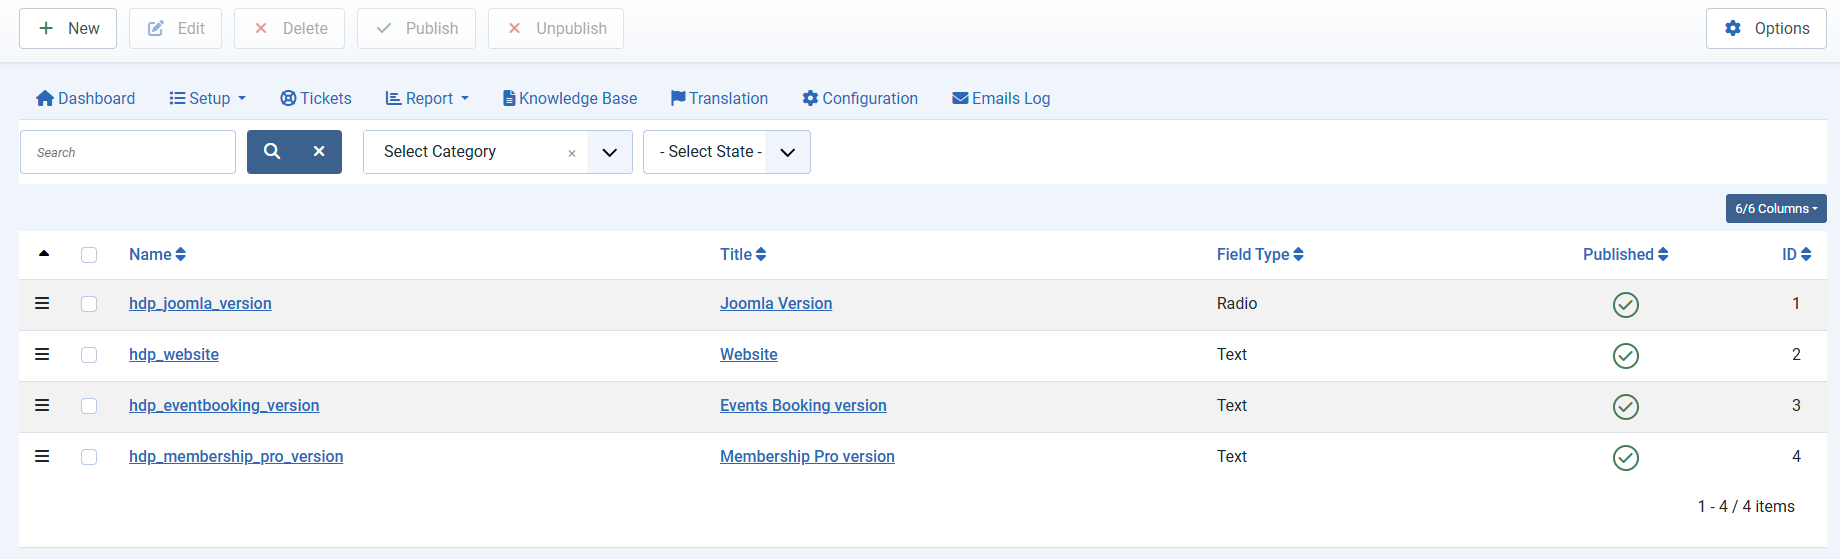 New Edit Delete Publish Unpublish Options
Dashboard Setup Tickets Report Knowledge Base Translation Configuration Emails Log
Search Select Category × - Select State -
6/6 Columns
Name Title Field Type Published ID
hdp_joomla_version Joomla Version Radio 1
hdp_website Website Text 2
hdp_eventbooking_version Events Booking version Text 3
hdp_membership_pro_version Membership Pro version Text 4
1 - 4 / 4 items